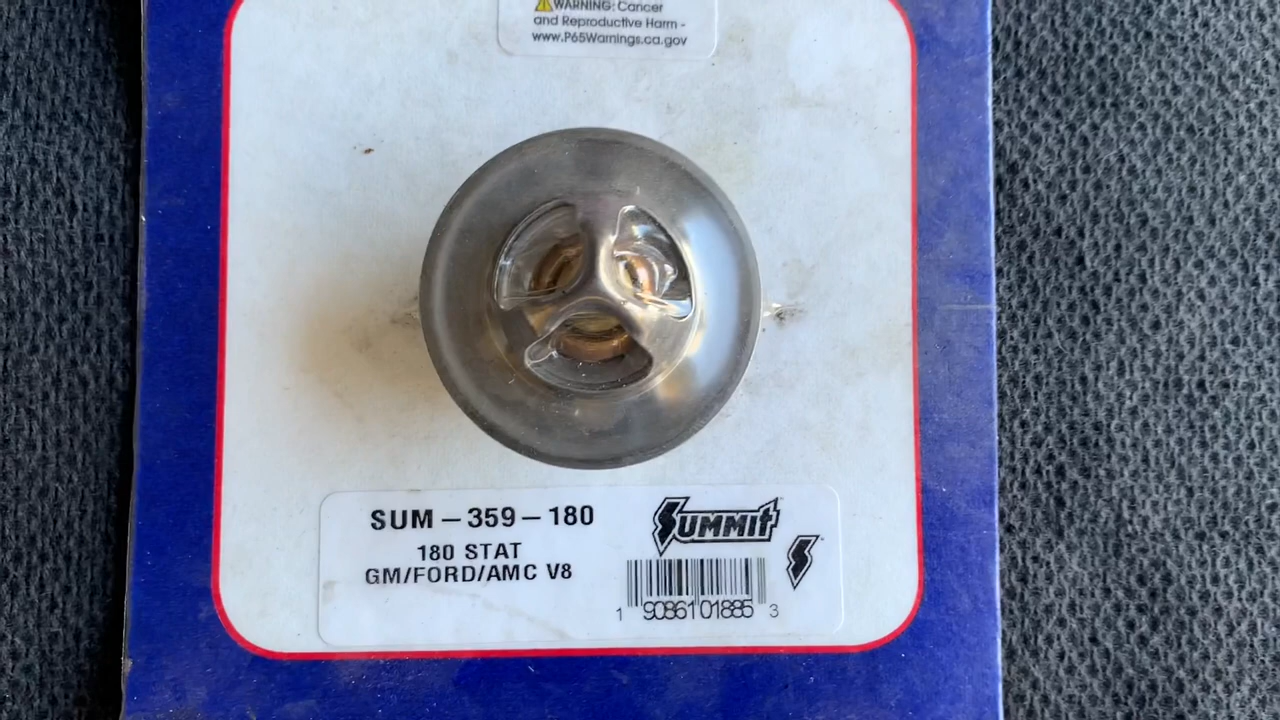 WARNING: Cancer
and Reproductive Harm -
www.P65Warnings.ca.gov
SUM-359-180
180 STAT
GM/FORD/AMC V8
SUMMIT
1 90861 01885 3